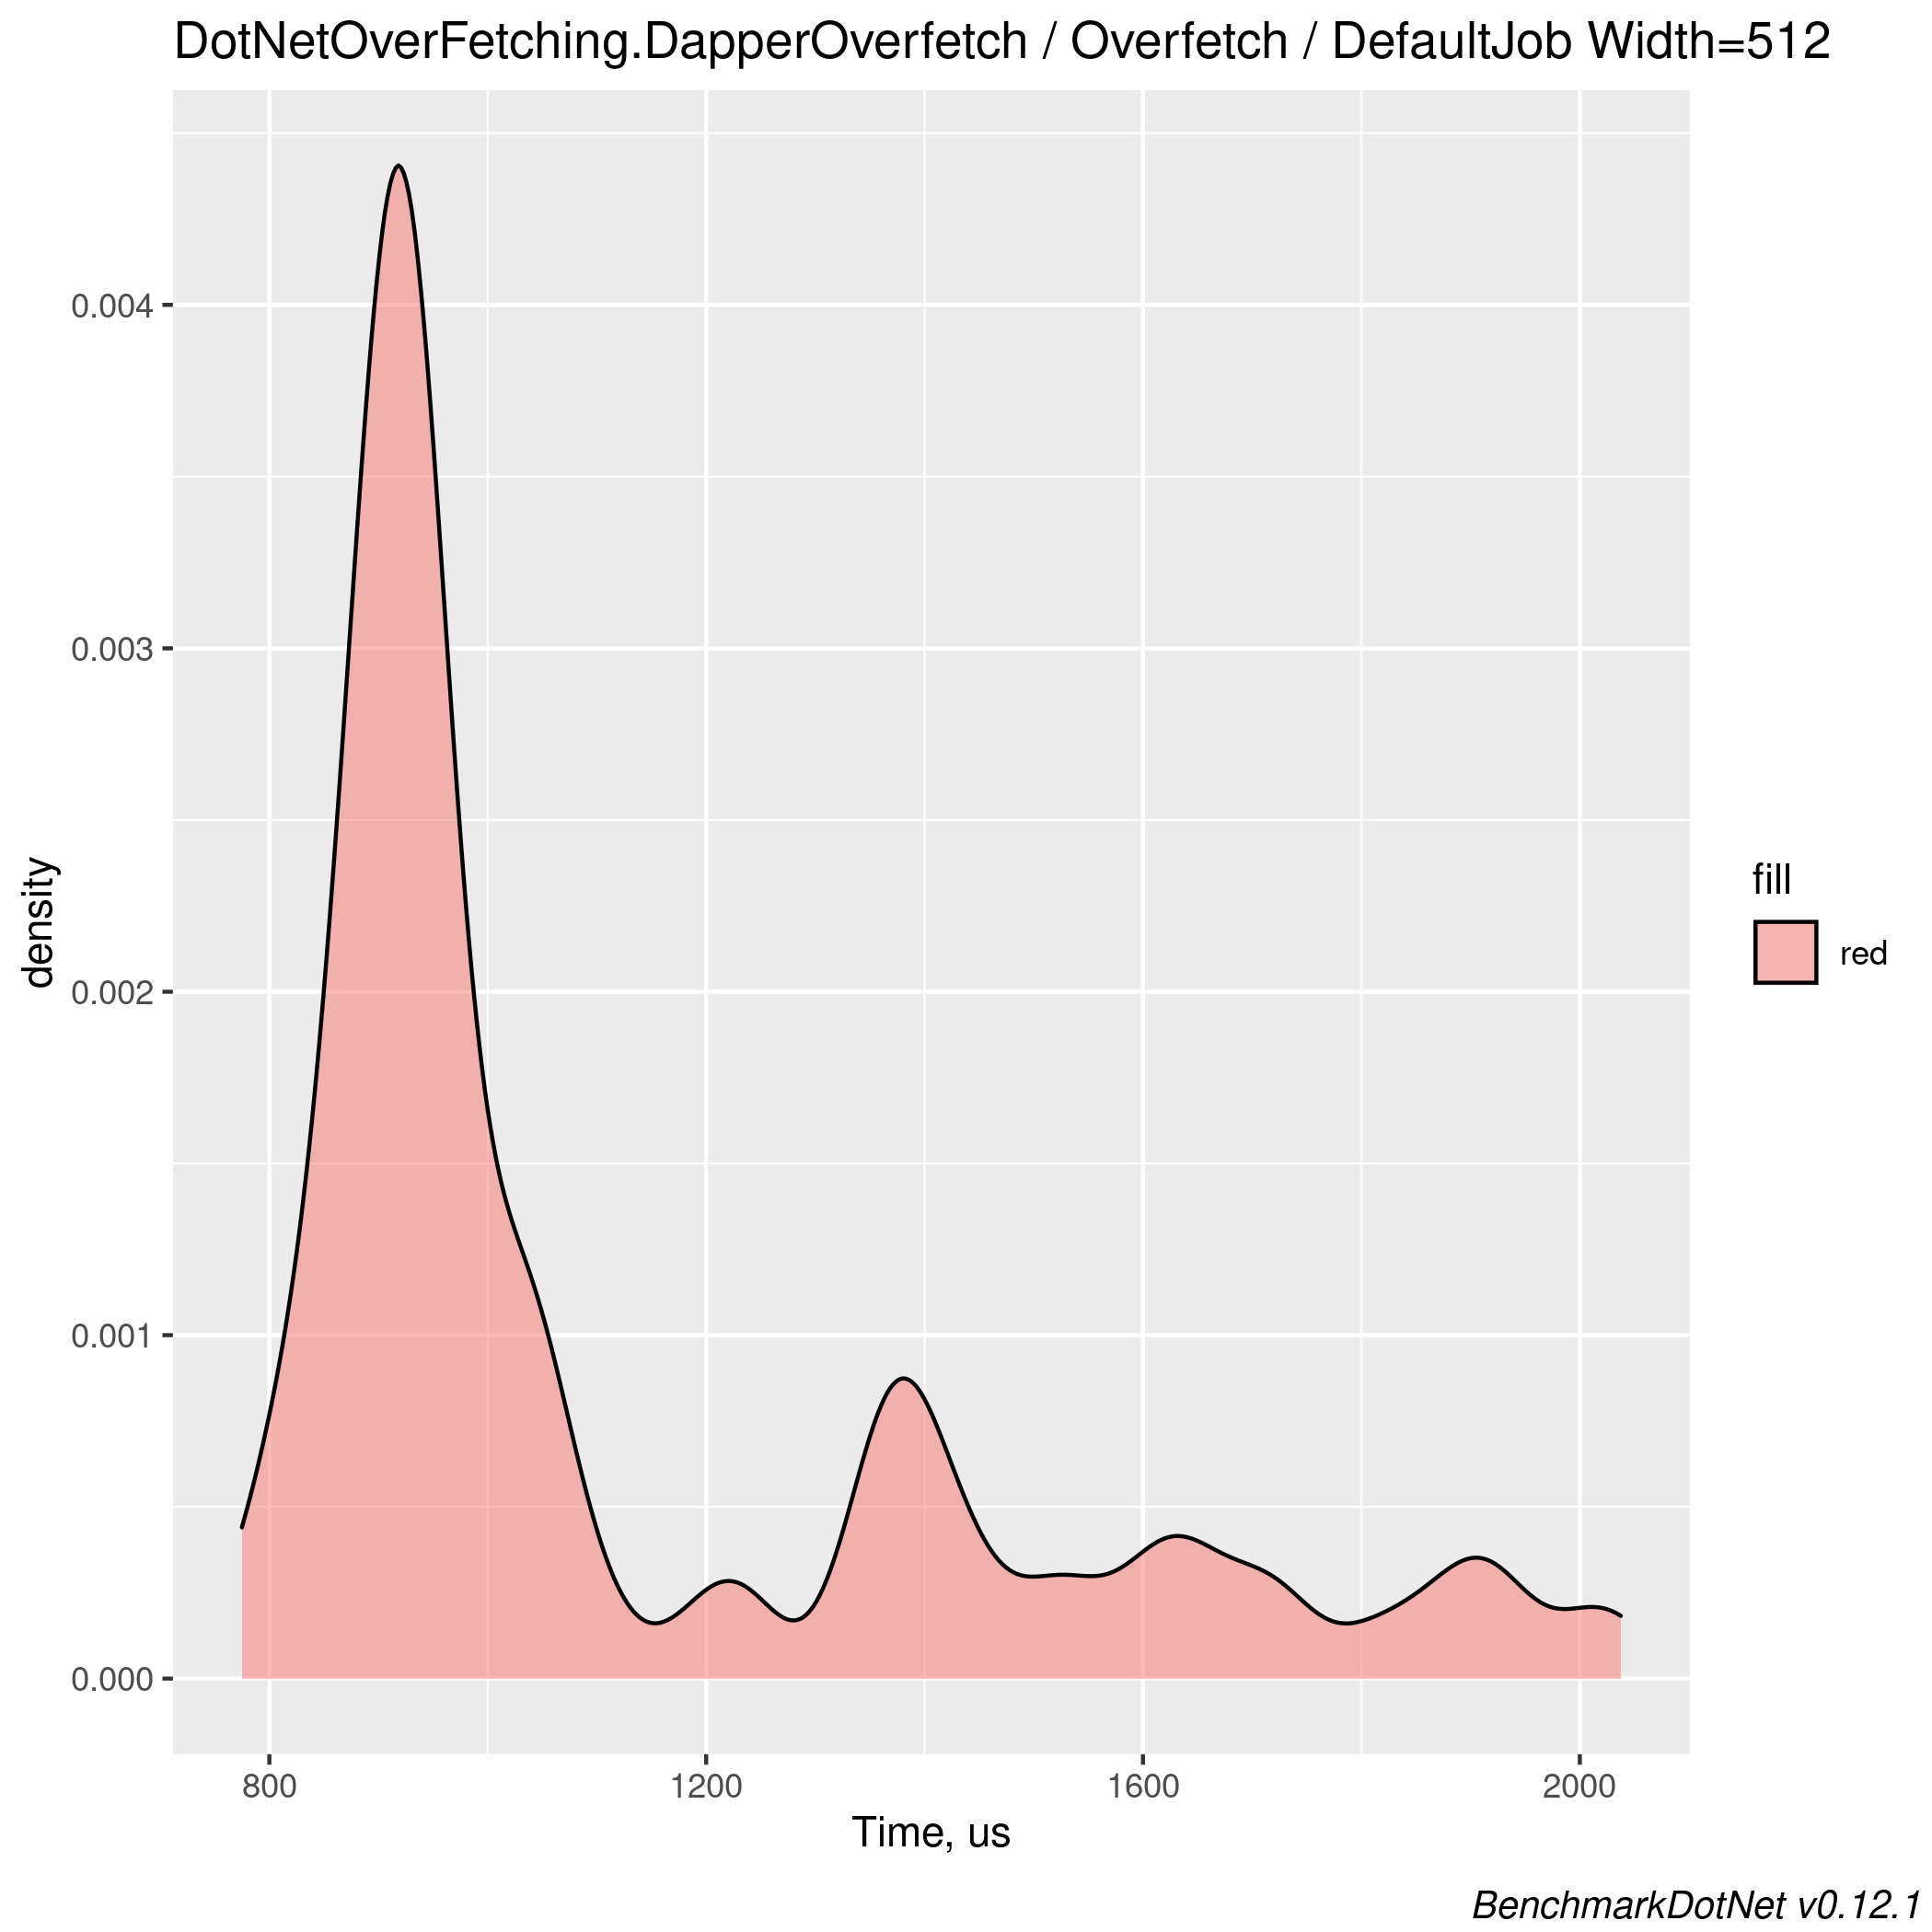 DotNetOverFetching.DapperOverfetch / Overfetch / DefaultJob Width=512
0.004
0.003
0.002
0.001
0.000
density
800 1200 1600 2000
Time, us
fill
red
BenchmarkDotNet v0.12.1